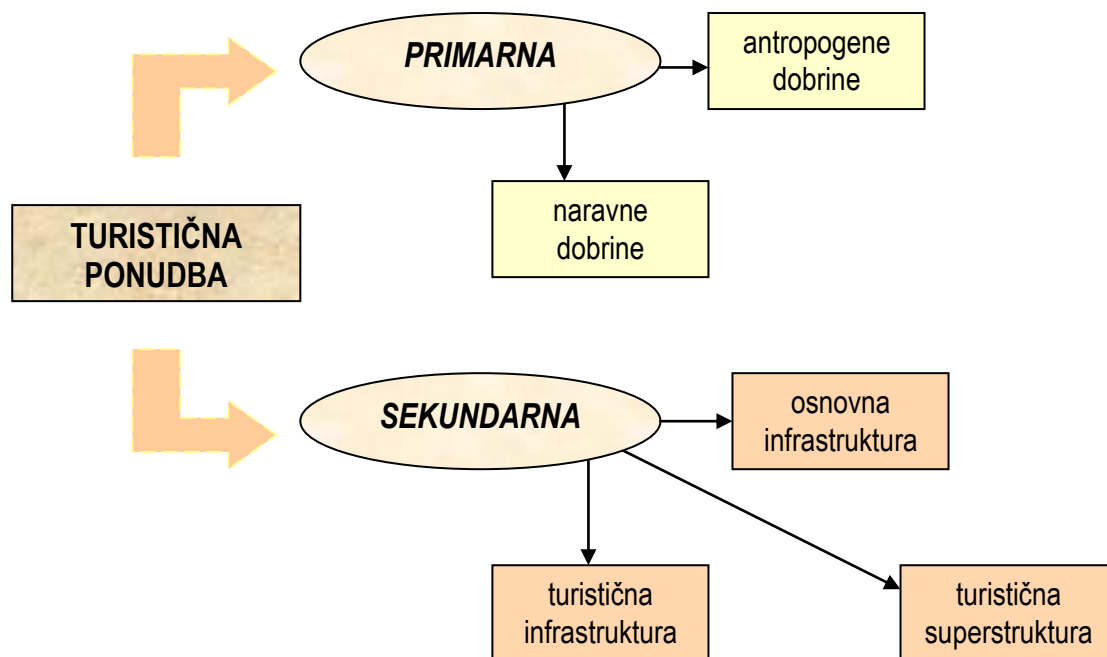 PRIMARNA
antropogene
dobrine
naravne
dobrine
TURISTIČNA
PONUDBA
SEKUNDARNA
osnovna
infrastruktura
turistična
infrastruktura
turistična
superstruktura